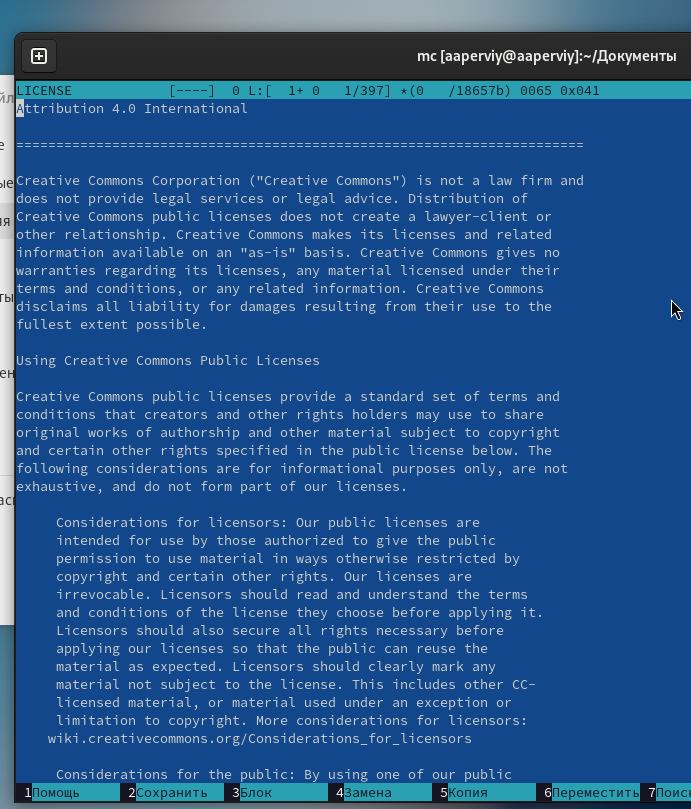 mc [aaperviy@aaperviy]:~/Документы
LICENSE [----] 0 L:[ 1+ 0 1/397] *(0 /18657b) 0065 0x041
Attribution 4.0 International
=======================================================================
Creative Commons Corporation ("Creative Commons") is not a law firm and
does not provide legal services or legal advice. Distribution of
Creative Commons public licenses does not create a lawyer-client or
other relationship. Creative Commons makes its licenses and related
information available on an "as-is" basis. Creative Commons gives no
warranties regarding its licenses, any material licensed under their
terms and conditions, or any related information. Creative Commons
disclaims all liability for damages resulting from their use to the
fullest extent possible.
Using Creative Commons Public Licenses
Creative Commons public licenses provide a standard set of terms and
conditions that creators and other rights holders may use to share
original works of authorship and other material subject to copyright
and certain other rights specified in the public license below. The
following considerations are for informational purposes only, are not
exhaustive, and do not form part of our licenses.
Considerations for licensors: Our public licenses are
intended for use by those authorized to give the public
permission to use material in ways otherwise restricted by
copyright and certain other rights. Our licenses are
irrevocable. Licensors should read and understand the terms
and conditions of the license they choose before applying it.
Licensors should also secure all rights necessary before
applying our licenses so that the public can reuse the
material as expected. Licensors should clearly mark any
material not subject to the license. This includes other CC-
licensed material, or material used under an exception or
limitation to copyright. More considerations for licensors:
wiki.creativecommons.org/Considerations_for_licensors
Considerations for the public: By using one of our public
1Помощь 2Сохранить 3Блок 4Замена 5Копия 6Переместить 7Поиск